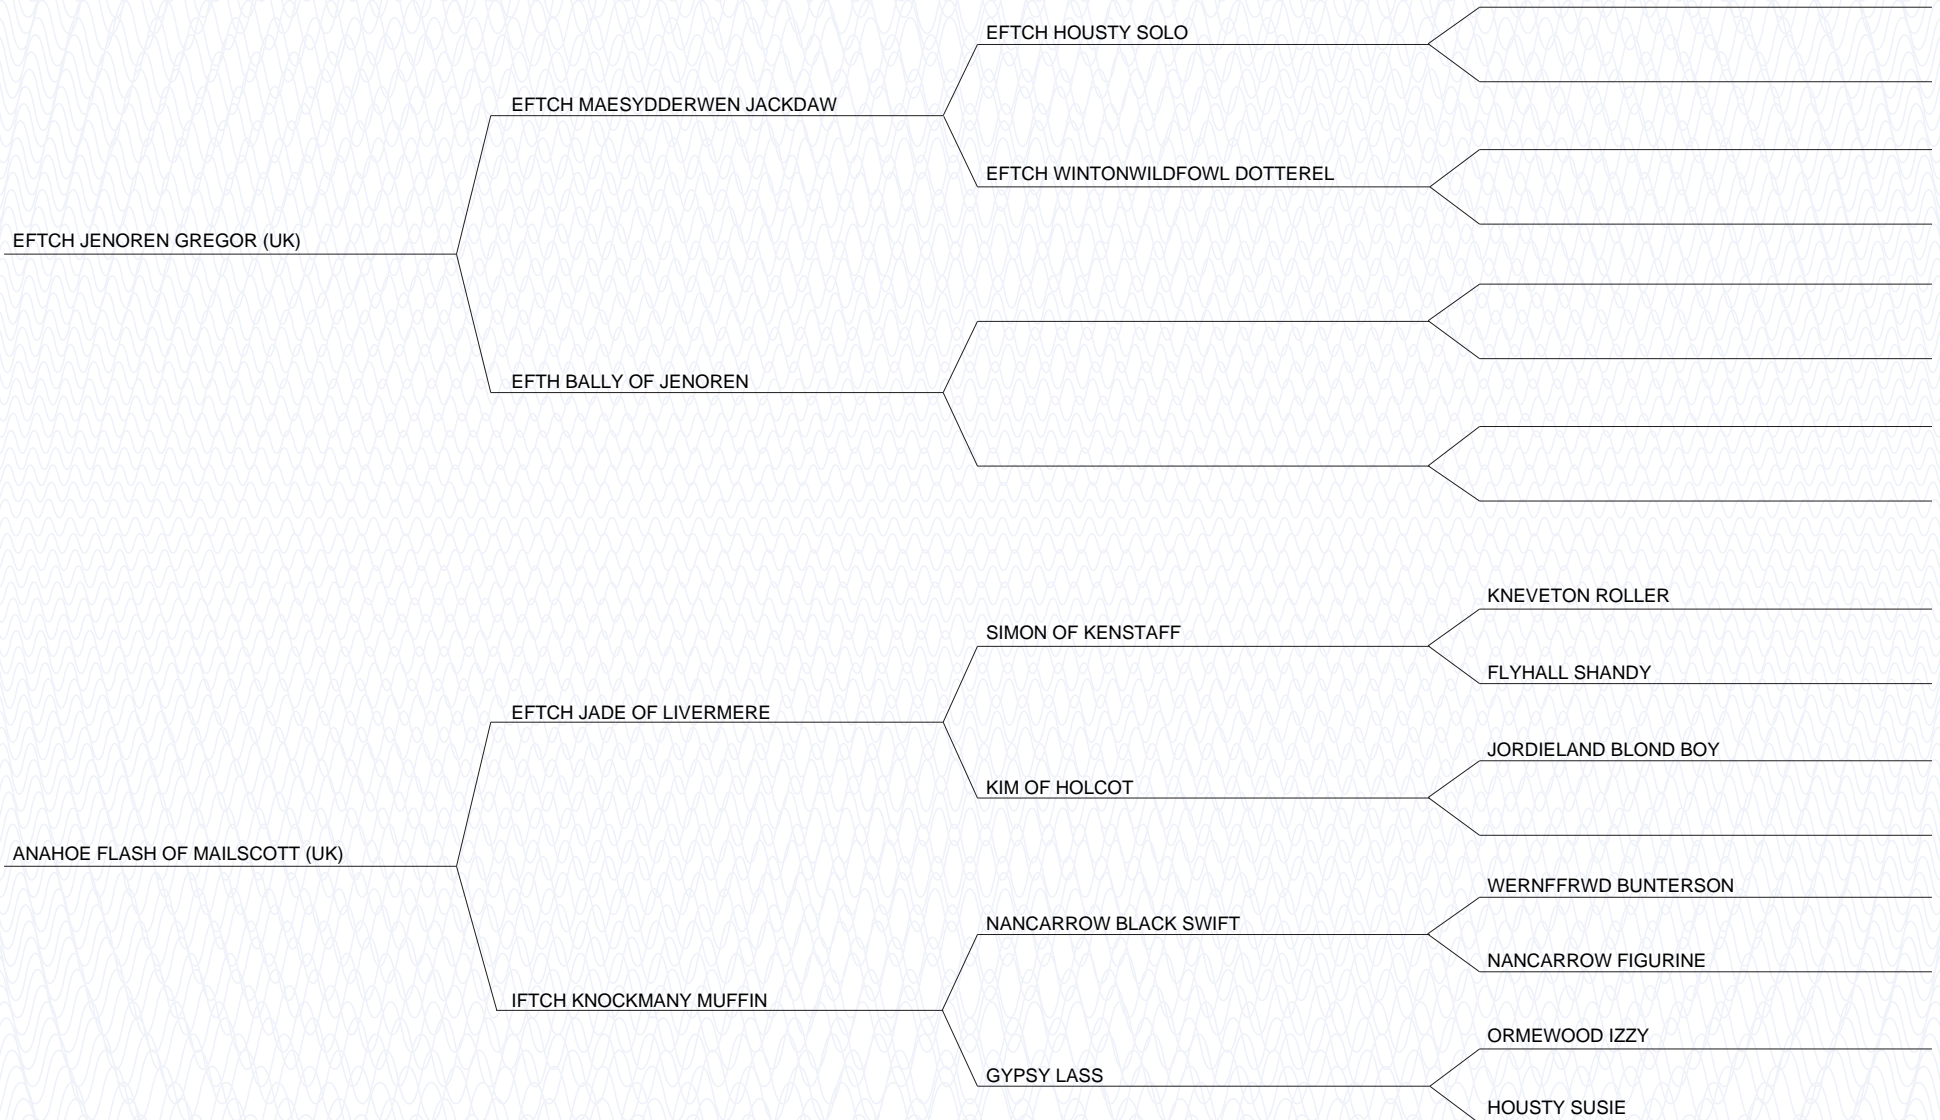 EFTCH HOUSTY SOLO
EFTCH MAESYDDERWEN JACKDAW
EFTCH WINTONWILDFOWL DOTTEREL
EFTCH JENOREN GREGOR (UK)
EFTH BALLY OF JENOREN
KNEVETON ROLLER
SIMON OF KENSTAFF
FLYHALL SHANDY
EFTCH JADE OF LIVERMERE
JORDIELAND BLOND BOY
KIM OF HOLCOT
ANAHOE FLASH OF MAILSCOTT (UK)
WERNFFRWD BUNTERSON
NANCARROW BLACK SWIFT
NANCARROW FIGURINE
IFTCH KNOCKMANY MUFFIN
ORMEWOOD IZZY
GYPSY LASS
HOUSTY SUSIE